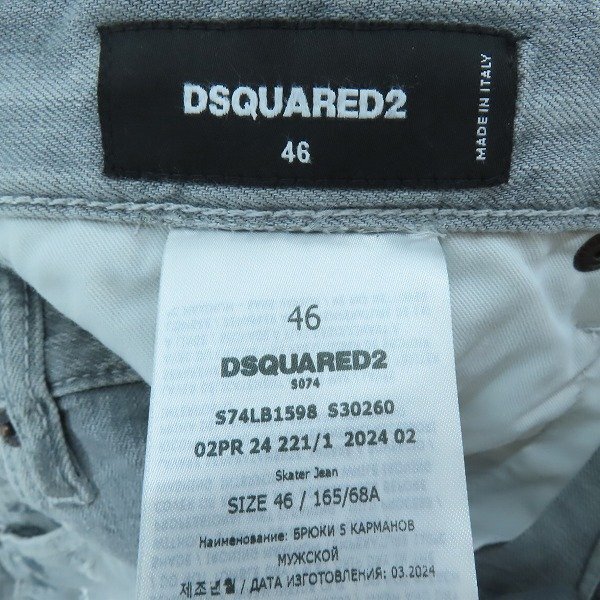 DSQUARED2
46
MADE IN ITALY
46
DSQUARED2
S074
S74LB1598 S30260
02PR 24 221/1 2024 02
Skater Jean
SIZE 46 / 165/68A
Наименование: БРЮКИ 5 КАРМАНОВ
МУЖСКОЙ
제조년월 / ДАТА ИЗГОТОВЛЕНИЯ: 03.2024